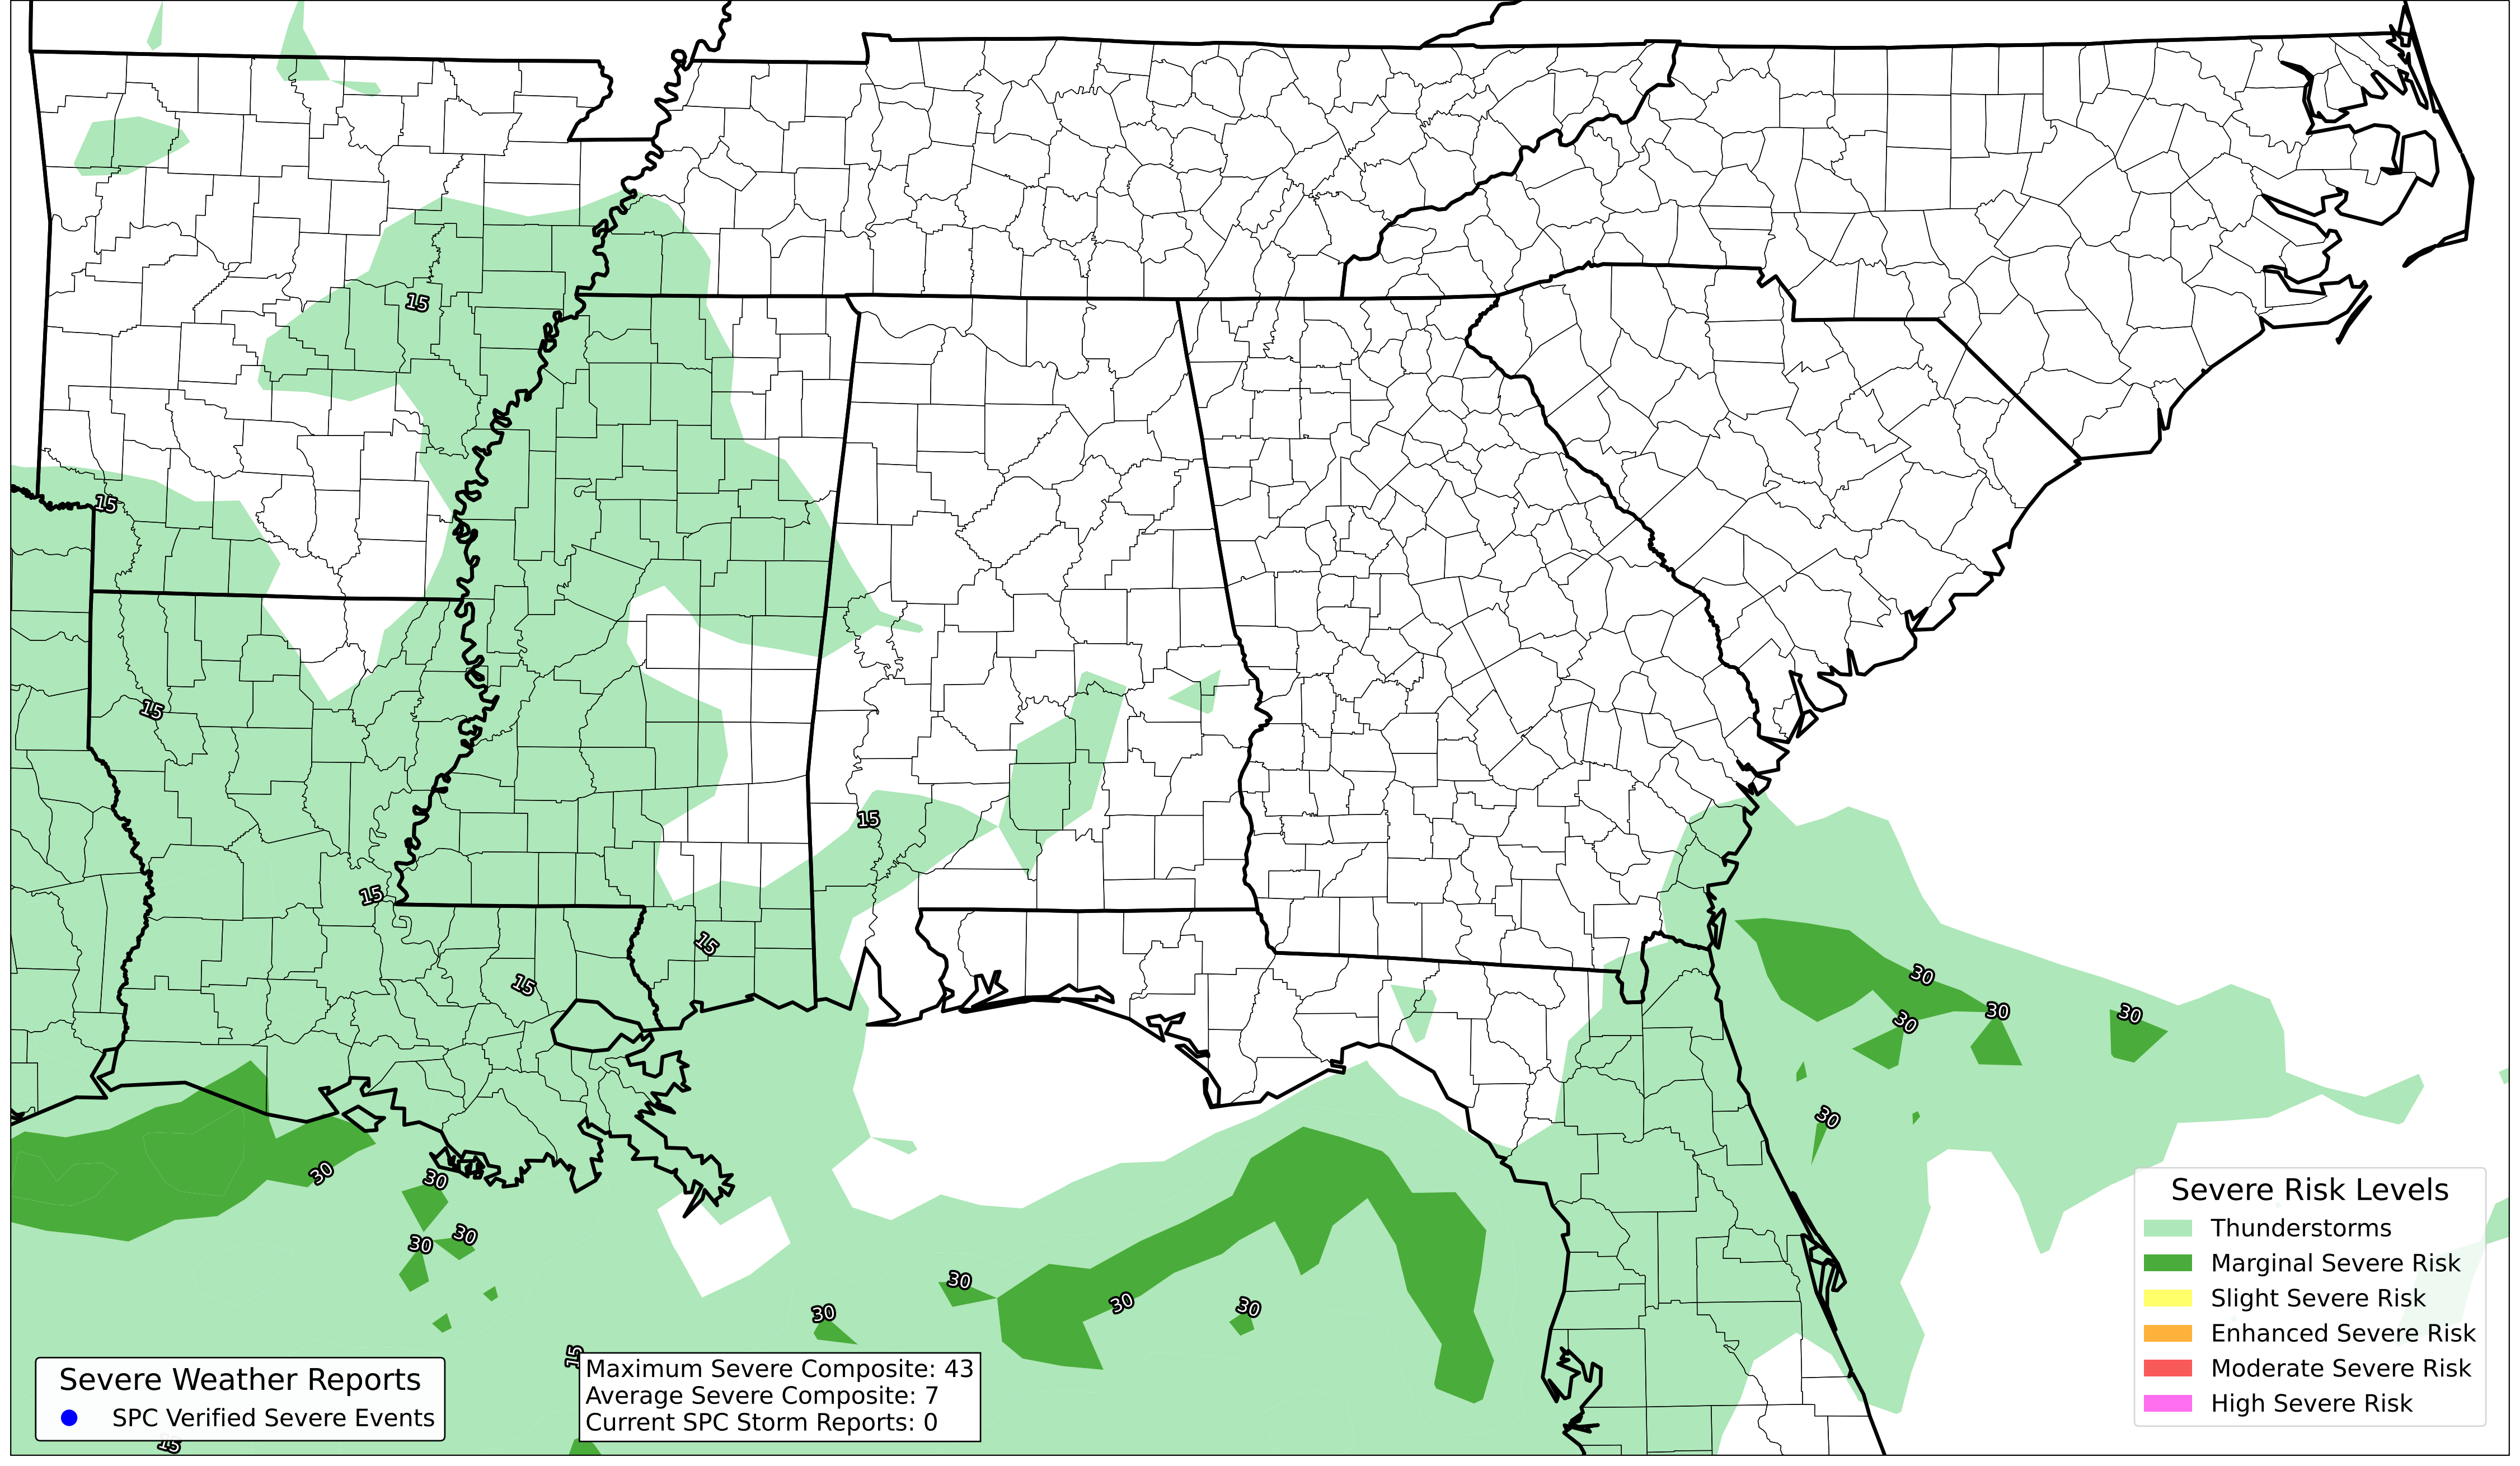 15
15
15
15
15
15
15
30
30
30
30
30
30
30
30
30
30
30
30
30
15
15
Severe Risk Levels
Thunderstorms
Marginal Severe Risk
Slight Severe Risk
Enhanced Severe Risk
Moderate Severe Risk
High Severe Risk
Severe Weather Reports
SPC Verified Severe Events
Maximum Severe Composite: 43
Average Severe Composite: 7
Current SPC Storm Reports: 0